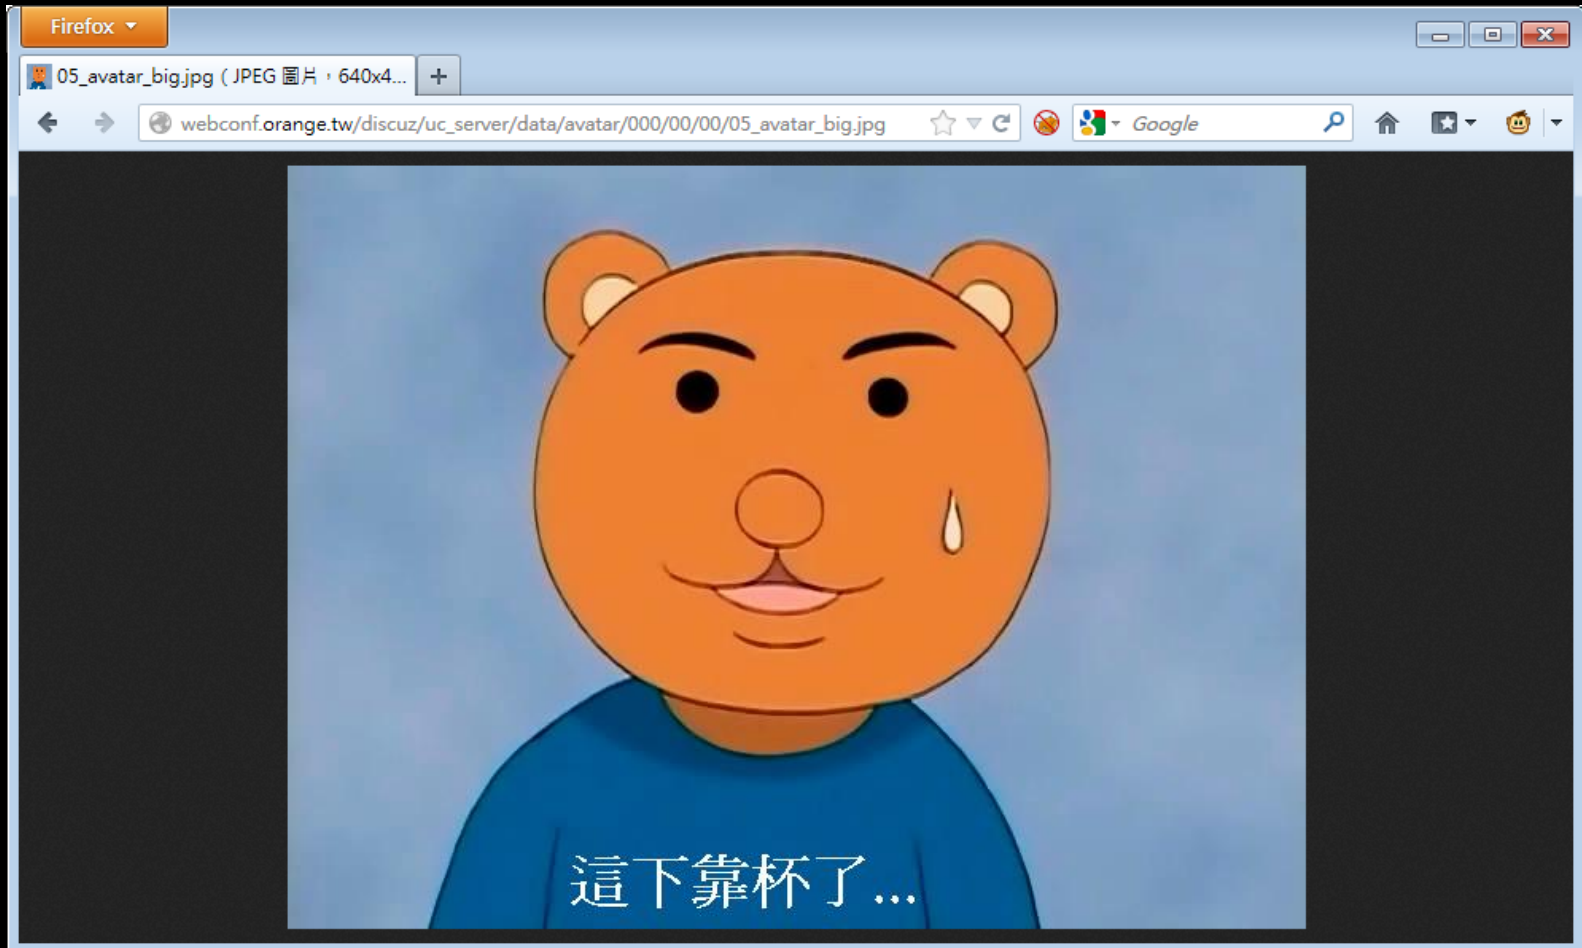 Firefox
05_avatar_big.jpg ( JPEG 圖片，640x4...
webconf.orange.tw/discuz/uc_server/data/avatar/000/00/00/05_avatar_big.jpg
Google
這下靠杯了...